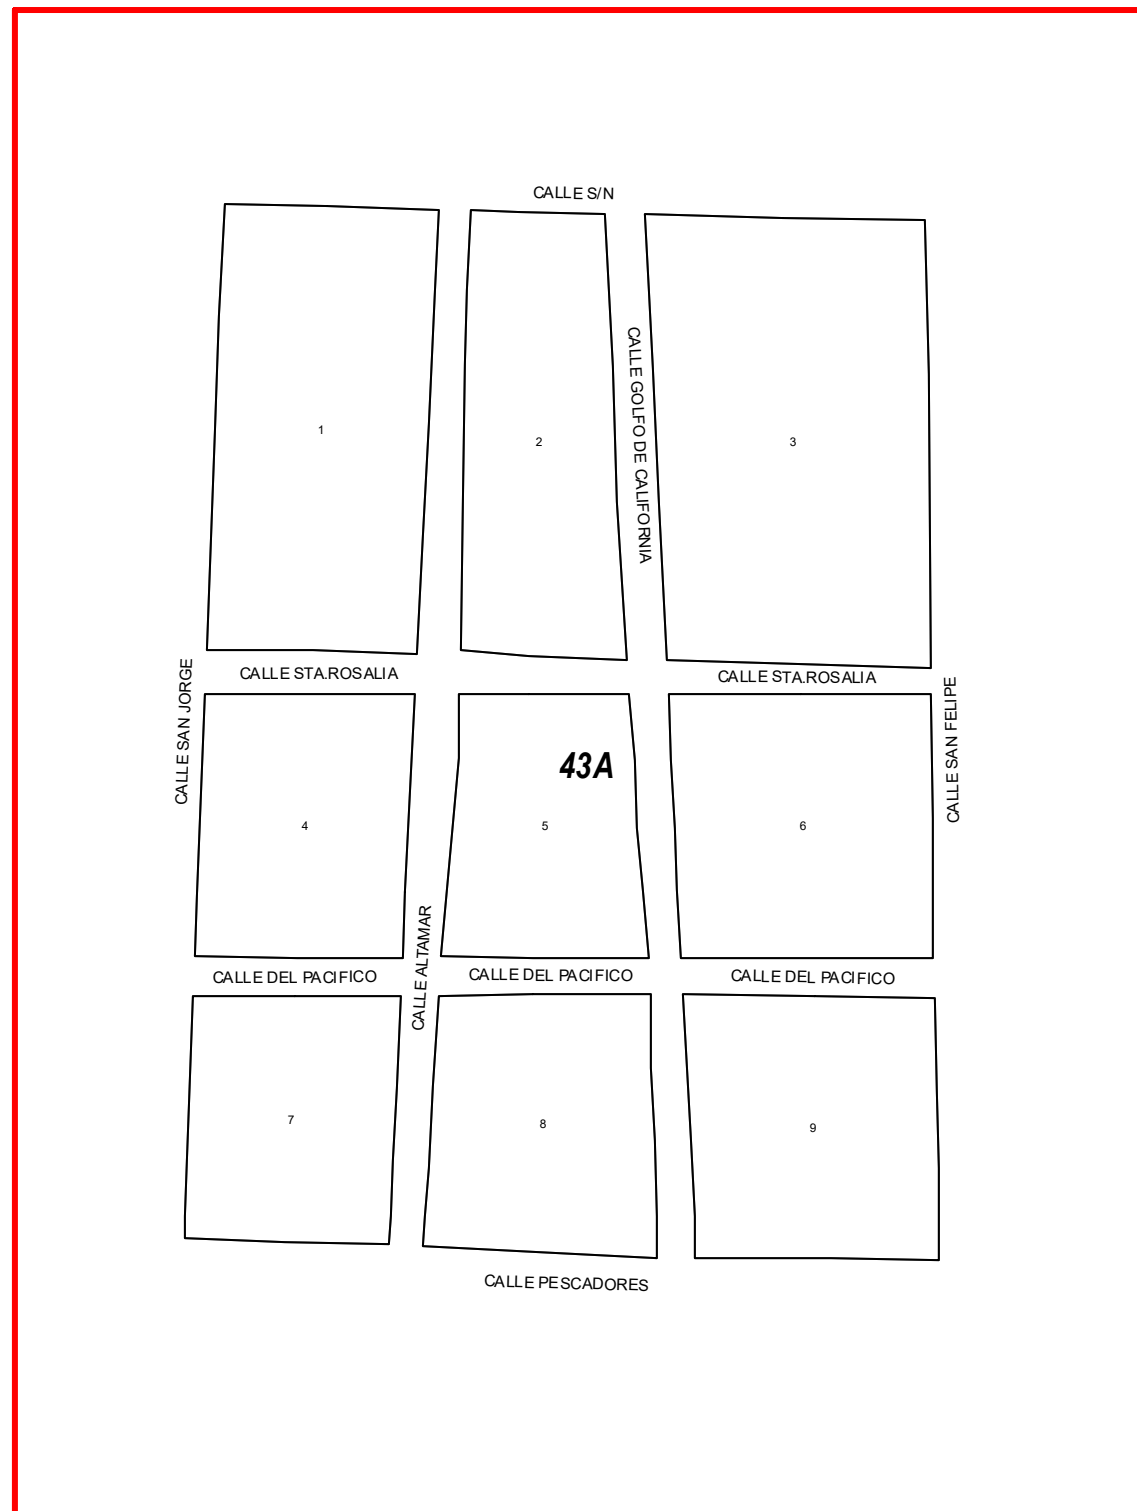 CALLE S/N
CALLE GOLFO DE CALIFORNIA
1
2
3
CALLE SAN JORGE
CALLE STA.ROSALIA
CALLE STA.ROSALIA
CALLE SAN FELIPE
43A
4
5
6
CALLE ALTAMAR
CALLE DEL PACIFICO
CALLE DEL PACIFICO
CALLE DEL PACIFICO
7
8
9
CALLE PESCADORES